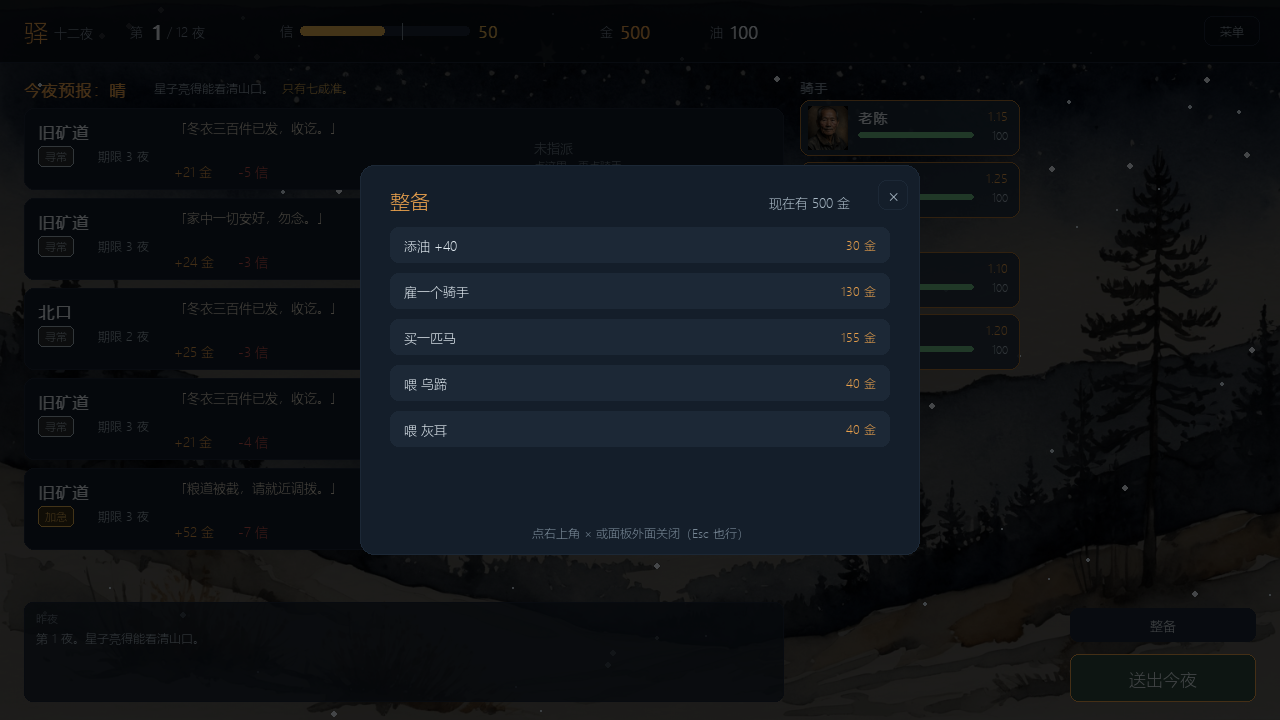 驿 十二夜 第 1 / 12 夜 信 50 金 500 油 100 菜单
今夜预报：晴 星子亮得能看清山口。 只有七成准。 骑手
旧矿道 「冬衣三百件已发，收讫。」 未指派
寻常 期限 3 夜
+21 金 -5 信
老陈 1.15
100
1.25
100
旧矿道 「家中一切安好，勿念。」
寻常 期限 3 夜
+24 金 -3 信
1.10
100
北口 「冬衣三百件已发，收讫。」
寻常 期限 2 夜
+25 金 -3 信
1.20
100
旧矿道 「冬衣三百件已发，收讫。」
寻常 期限 3 夜
+21 金 -4 信
旧矿道 「粮道被截，请就近调拨。」
加急 期限 3 夜
+52 金 -7 信
整备 现在有 500 金 ×
添油 +40 30 金
雇一个骑手 130 金
买一匹马 155 金
喂 乌蹄 40 金
喂 灰耳 40 金
点右上角 × 或面板外面关闭（Esc 也行）
昨夜
第 1 夜。星子亮得能看清山口。
整备
送出今夜